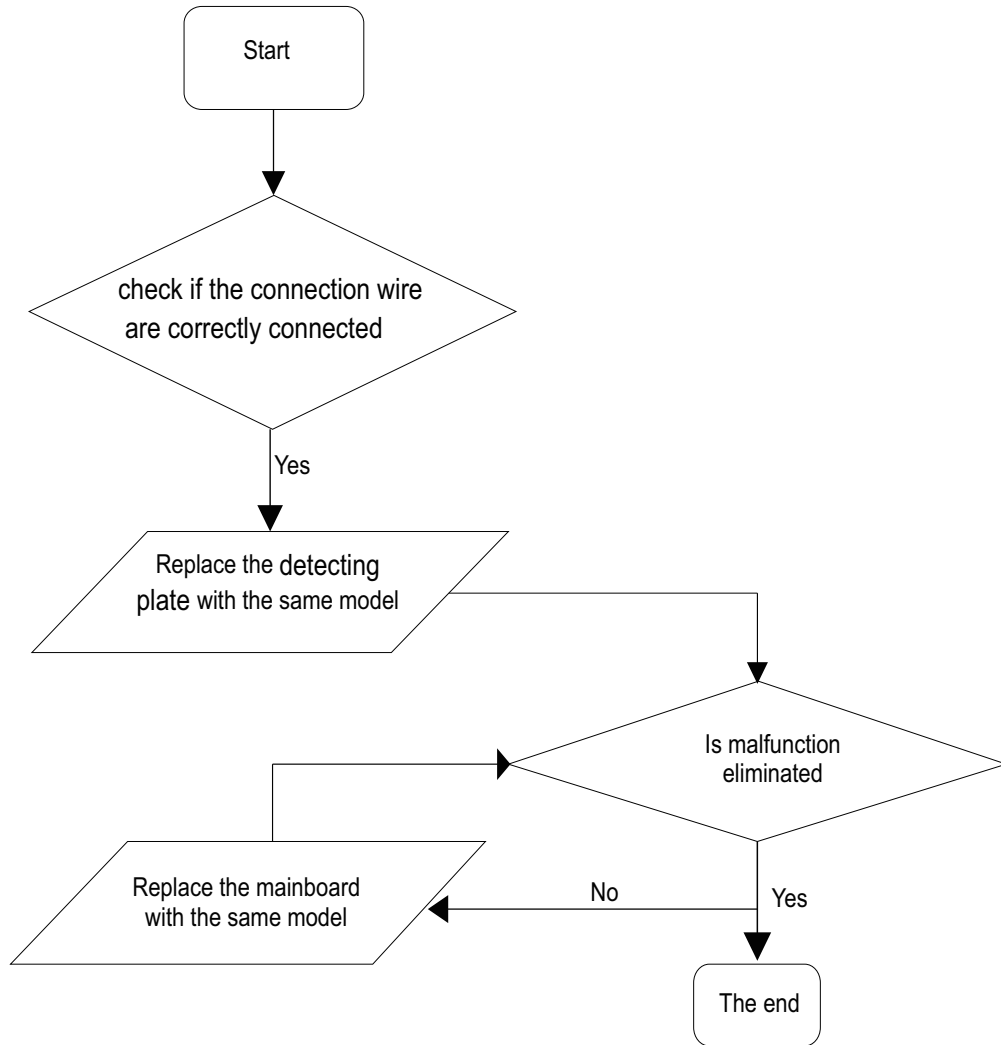 Start
check if the connection wire
are correctly connected
Yes
Replace the detecting
plate with the same model
Is malfunction
eliminated
Replace the mainboard
with the same model
No
Yes
The end